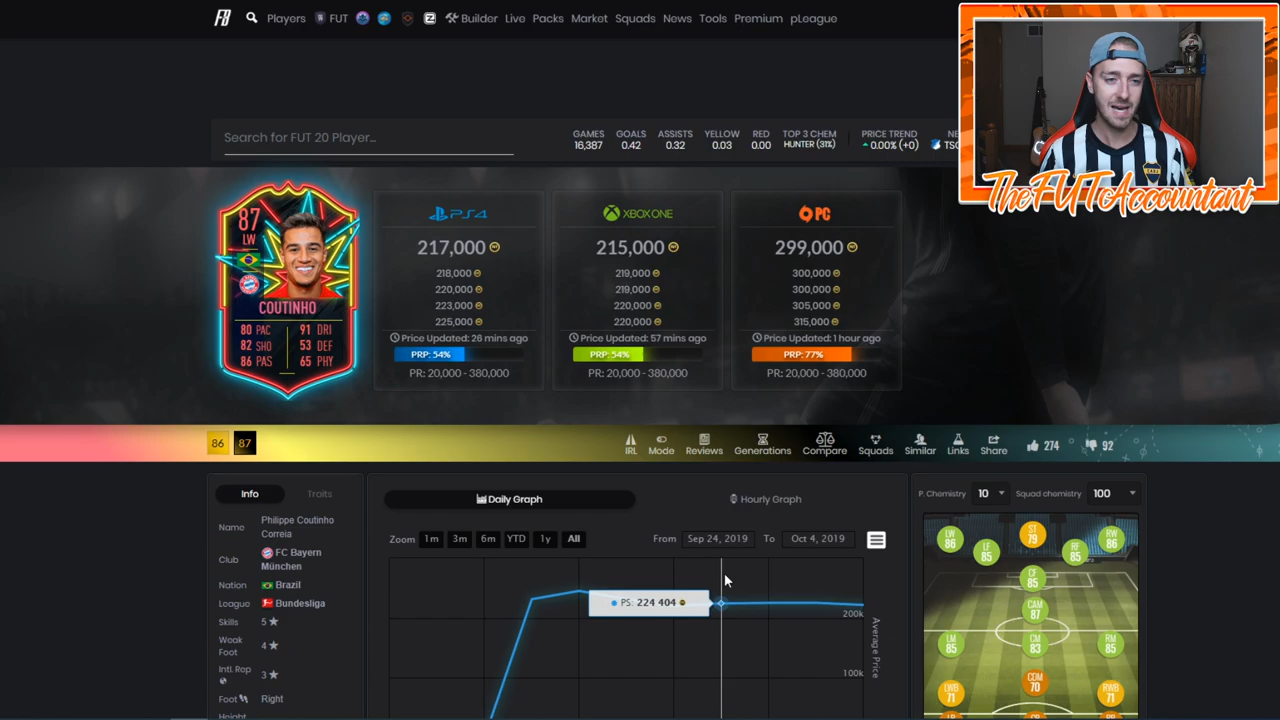 Players FUT Builder Live Packs Market Squads News Tools Premium pLeague
Search for FUT 20 Player...
GAMES GOALS ASSISTS YELLOW RED TOP 3 CHEM PRICE TREND
16,387 0.42 0.32 0.03 0.00 HUNTER (31%) 0.00% (+0)
TheFUTAccountant
87
LW
COUTINHO
80 PAC 91 DRI
82 SHO 53 DEF
86 PAS 65 PHY
PS4
217,000
218,000
220,000
223,000
225,000
Price Updated: 26 mins ago
PRP: 54%
PR: 20,000 - 380,000
XBOX ONE
215,000
219,000
219,000
220,000
220,000
Price Updated: 57 mins ago
PRP: 54%
PR: 20,000 - 380,000
PC
299,000
300,000
300,000
305,000
315,000
Price Updated: 1 hour ago
PRP: 77%
PR: 20,000 - 380,000
86 87
IRL Mode Reviews Generations Compare Squads Similar Links Share 274 92
Info Traits
Name Philippe Coutinho
Correia
Club FC Bayern
München
Nation Brazil
League Bundesliga
Skills 5
Weak
Foot 4
Intl. Rep 3
Foot Right
Height
Daily Graph Hourly Graph
Zoom 1m 3m 6m YTD 1y All From Sep 24, 2019 To Oct 4, 2019
PS: 224 404
200k
100k
Average Price
P. Chemistry 10 Squad chemistry 100
LW
86
ST
79
RW
86
LF
85
RF
85
CF
85
CAM
87
LM
85
CM
83
RM
85
CDM
70
LWB
71
RWB
71